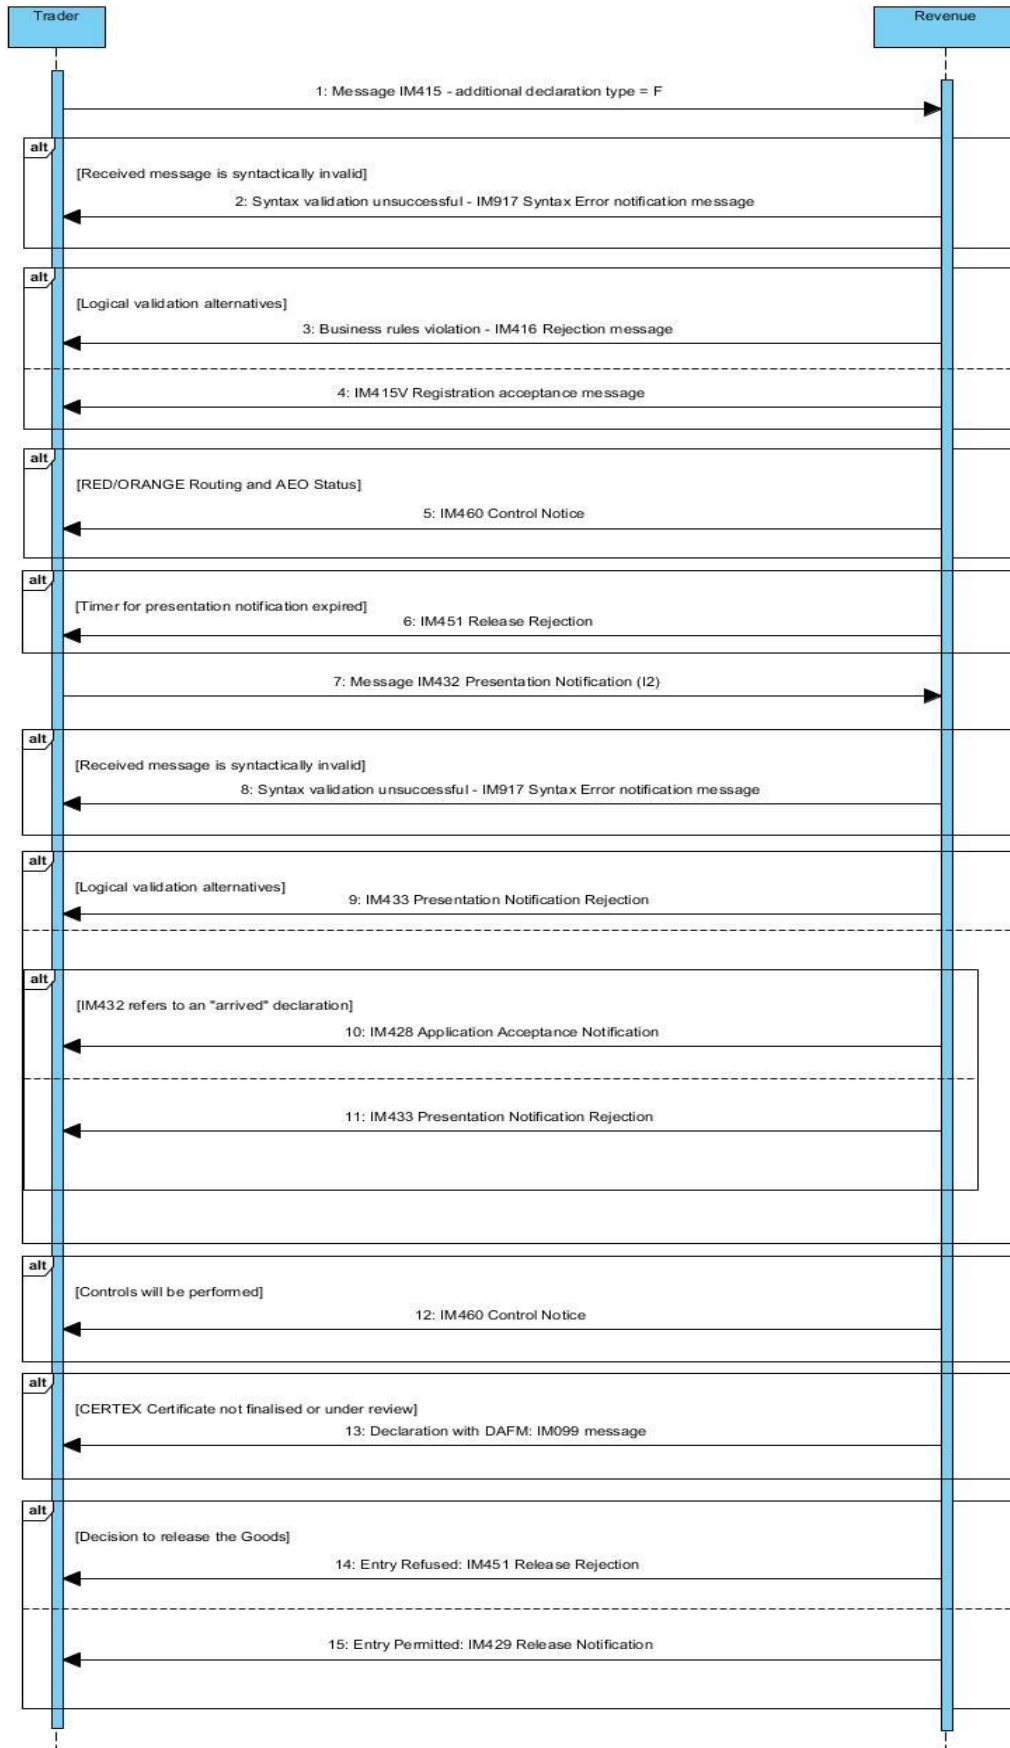 Trader
Revenue
1: Message IM415 - additional declaration type = F
alt
[Received message is syntactically invalid]
2: Syntax validation unsuccessful - IM917 Syntax Error notification message
alt
[Logical validation alternatives]
3: Business rules violation - IM416 Rejection message
4: IM415V Registration acceptance message
alt
[RED/ORANGE Routing and AEO Status]
5: IM460 Control Notice
alt
[Timer for presentation notification expired]
6: IM451 Release Rejection
7: Message IM432 Presentation Notification (I2)
alt
[Received message is syntactically invalid]
8: Syntax validation unsuccessful - IM917 Syntax Error notification message
alt
[Logical validation alternatives]
9: IM433 Presentation Notification Rejection
alt
[IM432 refers to an "arrived" declaration]
10: IM428 Application Acceptance Notification
11: IM433 Presentation Notification Rejection
alt
[Controls will be performed]
12: IM460 Control Notice
alt
[CERTEX Certificate not finalised or under review]
13: Declaration with DAFM: IM099 message
alt
[Decision to release the Goods]
14: Entry Refused: IM451 Release Rejection
15: Entry Permitted: IM429 Release Notification